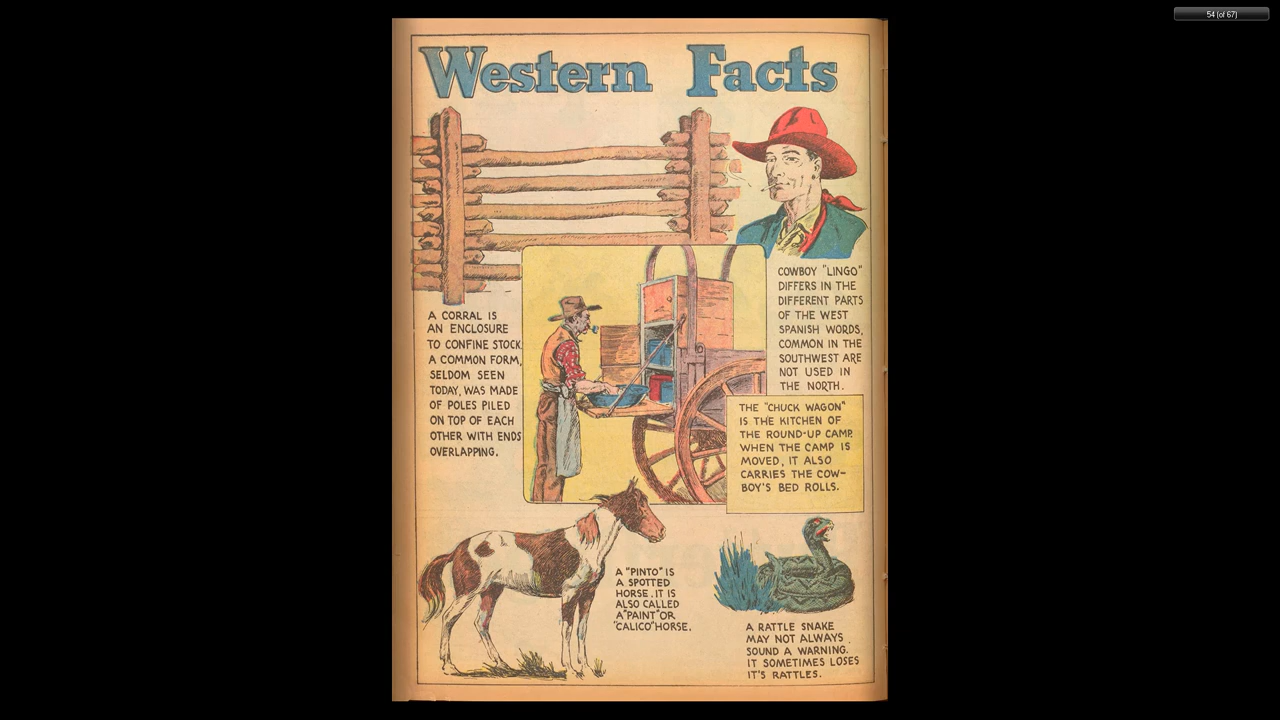 54 (of 67)
Western Facts
A CORRAL IS
AN ENCLOSURE
TO CONFINE STOCK.
A COMMON FORM,
SELDOM SEEN
TODAY, WAS MADE
OF POLES PILED
ON TOP OF EACH
OTHER WITH ENDS
OVERLAPPING.
COWBOY "LINGO"
DIFFERS IN THE
DIFFERENT PARTS
OF THE WEST
SPANISH WORDS,
COMMON IN THE
SOUTHWEST ARE
NOT USED IN
THE NORTH.
THE "CHUCK WAGON"
IS THE KITCHEN OF
THE ROUND-UP CAMP.
WHEN THE CAMP IS
MOVED, IT ALSO
CARRIES THE COW-
BOY'S BED ROLLS.
A "PINTO" IS
A SPOTTED
HORSE. IT IS
ALSO CALLED
A "PAINT" OR
"CALICO" HORSE.
A RATTLE SNAKE
MAY NOT ALWAYS
SOUND A WARNING.
IT SOMETIMES LOSES
IT'S RATTLES.